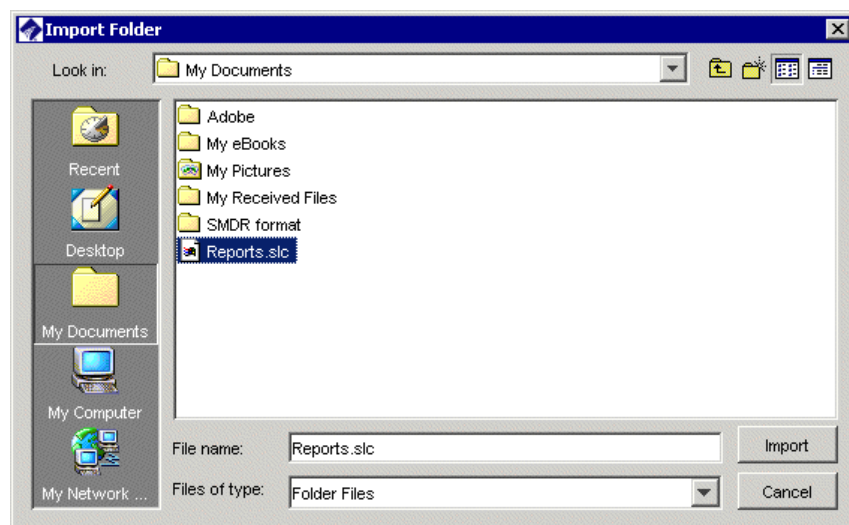 Import Folder
Look in: My Documents
Recent
Desktop
My Documents
My Computer
My Network ...
Adobe
My eBooks
My Pictures
My Received Files
SMDR format
Reports.slc
File name: Reports.slc Import
Files of type: Folder Files Cancel